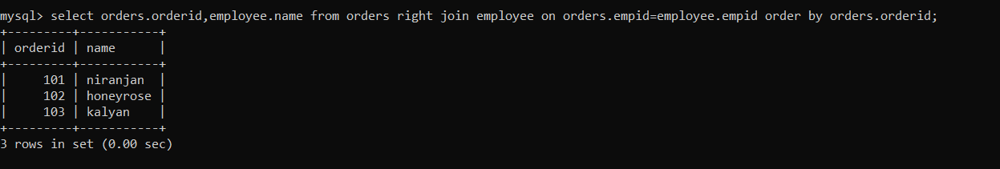 mysql> select orders.orderid,employee.name from orders right join employee on orders.empid=employee.empid order by orders.orderid;
+---------+-----------+
| orderid | name      |
+---------+-----------+
|     101 | niranjan  |
|     102 | honeyrose |
|     103 | kalyan    |
+---------+-----------+
3 rows in set (0.00 sec)